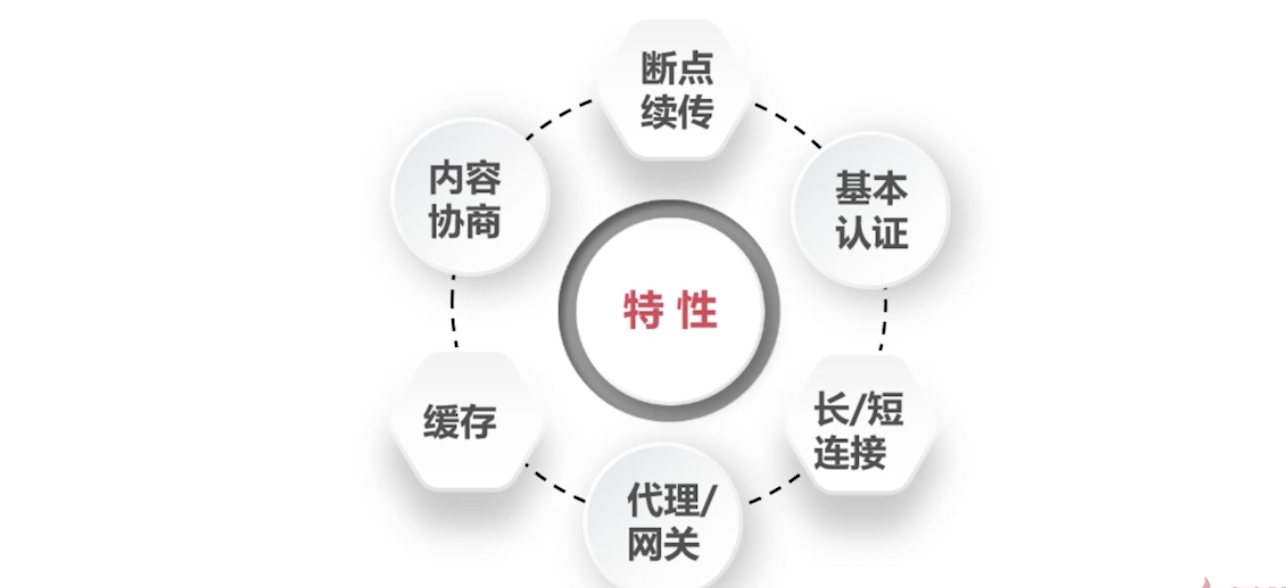 断点
续传
内容
协商
基本
认证
特性
缓存
长/短
连接
代理/
网关